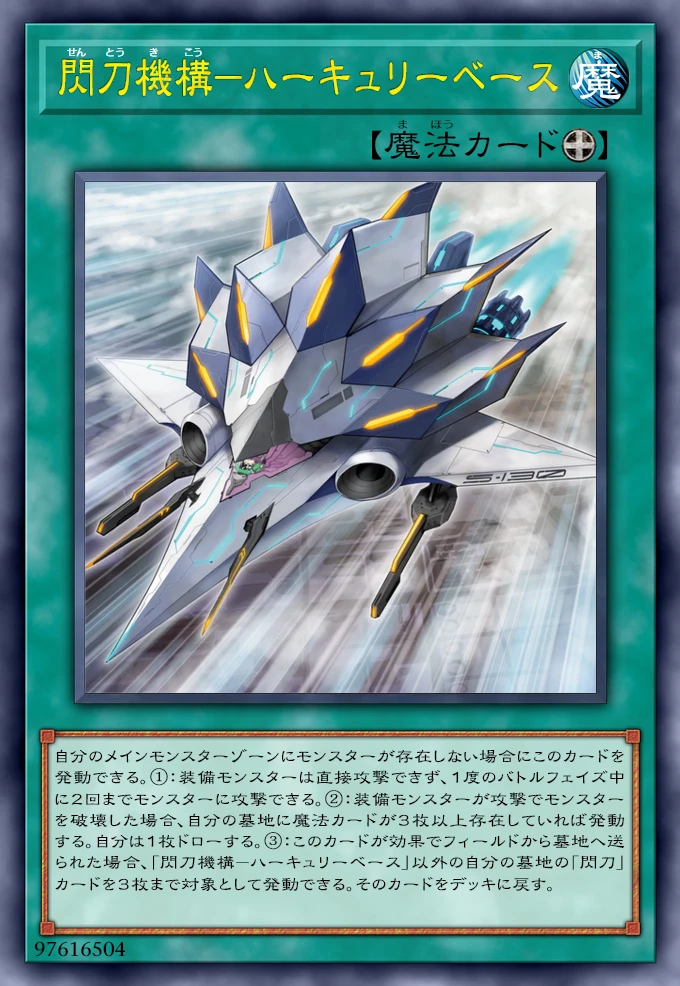 せん とう き こう
閃刀機構－ハーキュリーベース
ま
魔
ま ほう
【魔法カード】
S-130
自分のメインモンスターゾーンにモンスターが存在しない場合にこのカードを
発動できる。①：装備モンスターは直接攻撃できず、１度のバトルフェイズ中
に２回までモンスターに攻撃できる。②：装備モンスターが攻撃でモンスター
を破壊した場合、自分の墓地に魔法カードが３枚以上存在していれば発動
する。自分は１枚ドローする。③：このカードが効果でフィールドから墓地へ送
られた場合、「閃刀機構－ハーキュリーベース」以外の自分の墓地の「閃刀」
カードを３枚まで対象として発動できる。そのカードをデッキに戻す。
97616504